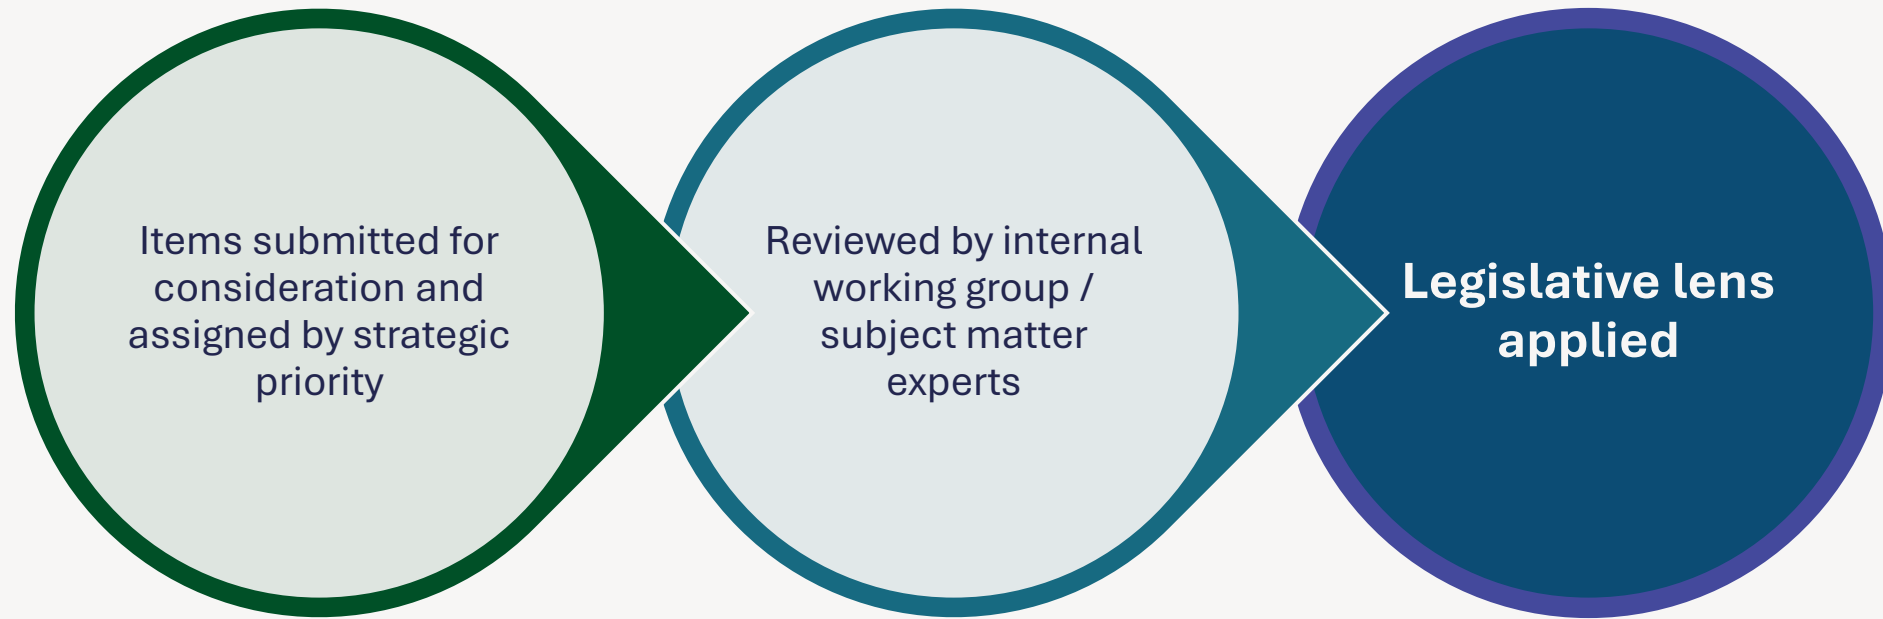 Items submitted for
consideration and
assigned by strategic
priority
Reviewed by internal
working group /
subject matter
experts
Legislative lens
applied